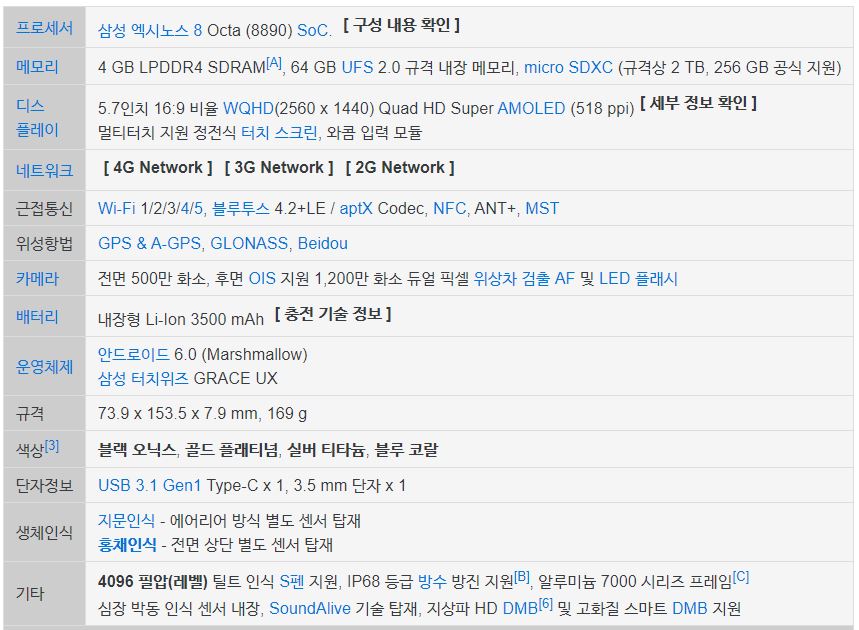 프로세서 삼성 엑시노스 8 Octa (8890) SoC. [ 구성 내용 확인 ]
메모리 4 GB LPDDR4 SDRAM[A], 64 GB UFS 2.0 규격 내장 메모리, micro SDXC (규격상 2 TB, 256 GB 공식 지원)
디스플레이 5.7인치 16:9 비율 WQHD(2560 x 1440) Quad HD Super AMOLED (518 ppi) [ 세부 정보 확인 ]
멀티터치 지원 정전식 터치 스크린, 와콤 입력 모듈
네트워크 [ 4G Network ] [ 3G Network ] [ 2G Network ]
근접통신 Wi-Fi 1/2/3/4/5, 블루투스 4.2+LE / aptX Codec, NFC, ANT+, MST
위성항법 GPS & A-GPS, GLONASS, Beidou
카메라 전면 500만 화소, 후면 OIS 지원 1,200만 화소 듀얼 픽셀 위상차 검출 AF 및 LED 플래시
배터리 내장형 Li-Ion 3500 mAh [ 충전 기술 정보 ]
운영체제 안드로이드 6.0 (Marshmallow)
삼성 터치위즈 GRACE UX
규격 73.9 x 153.5 x 7.9 mm, 169 g
색상[3] 블랙 오닉스, 골드 플래티넘, 실버 티타늄, 블루 코랄
단자정보 USB 3.1 Gen1 Type-C x 1, 3.5 mm 단자 x 1
생체인식 지문인식 - 에어리어 방식 별도 센서 탑재
홍채인식 - 전면 상단 별도 센서 탑재
기타 4096 필압(레벨) 틸트 인식 S펜 지원, IP68 등급 방수 방진 지원[B], 알루미늄 7000 시리즈 프레임[C]
심장 박동 인식 센서 내장, SoundAlive 기술 탑재, 지상파 HD DMB[6] 및 고화질 스마트 DMB 지원